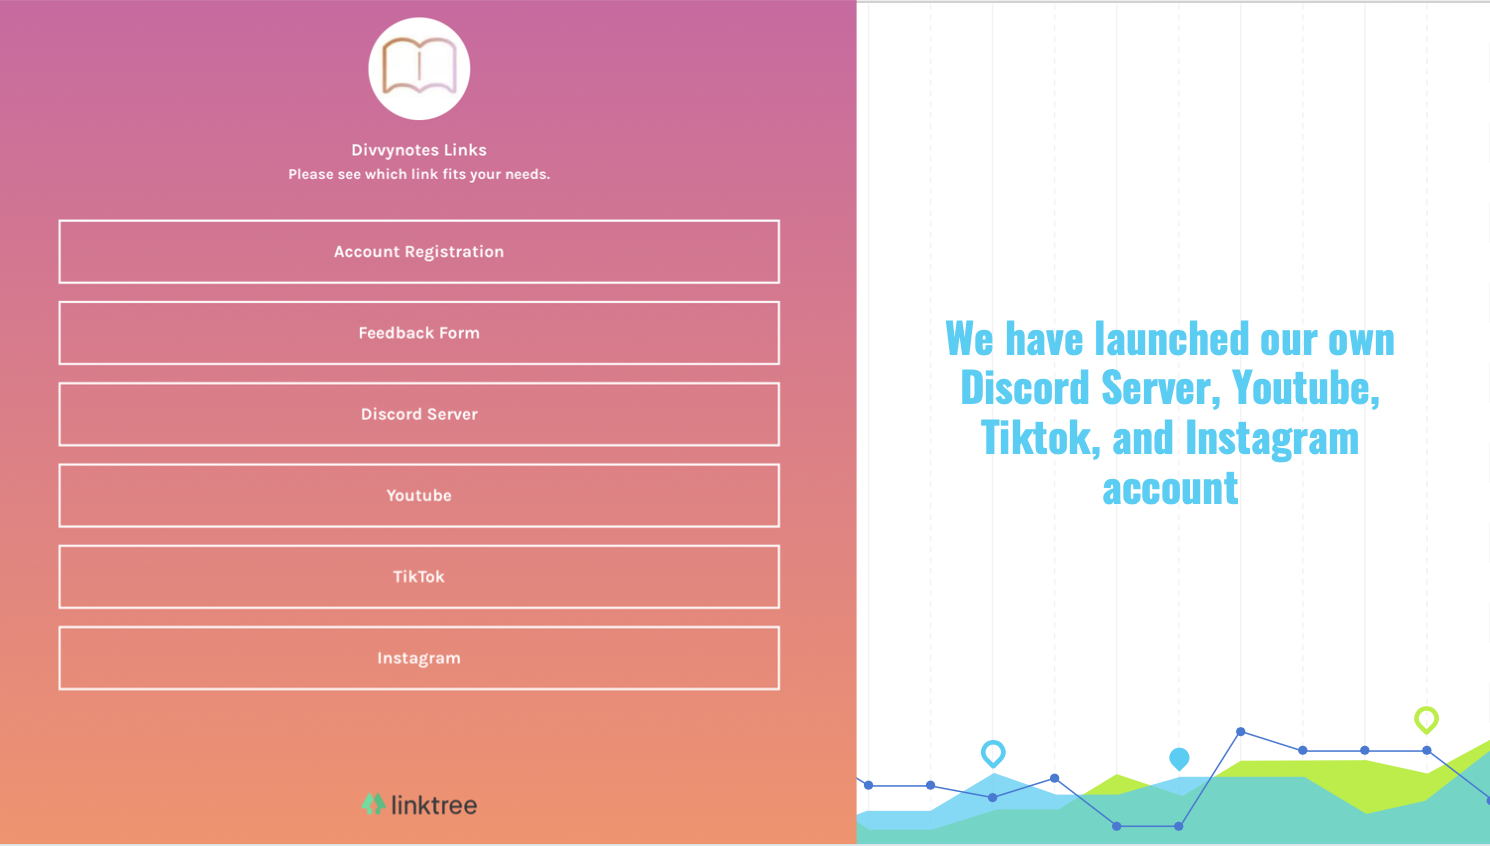 Divvynotes Links
Please see which link fits your needs.
Account Registration
Feedback Form
Discord Server
Youtube
TikTok
Instagram
linktree
We have launched our own
Discord Server, Youtube,
Tiktok, and Instagram
account